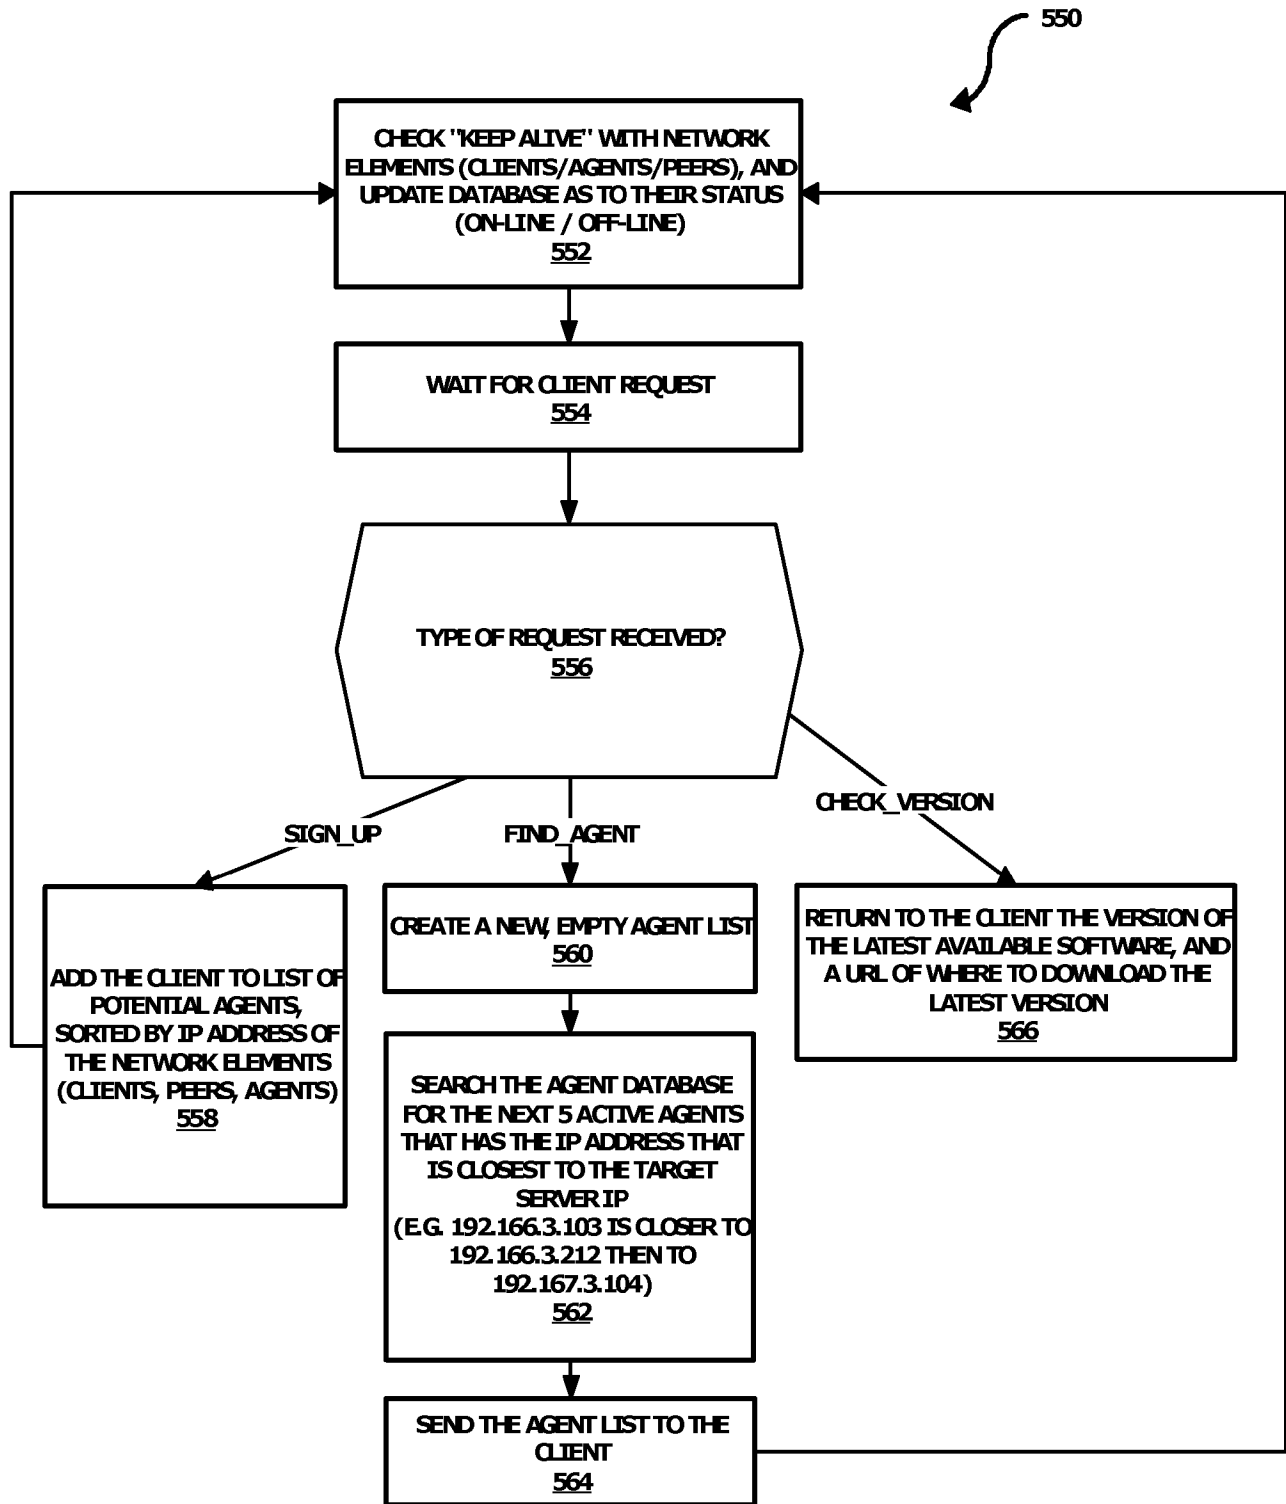 550
CHECK "KEEP ALIVE" WITH NETWORK
ELEMENTS (CLIENTS/AGENTS/PEERS), AND
UPDATE DATABASE AS TO THEIR STATUS
(ON-LINE / OFF-LINE)
552
WAIT FOR CLIENT REQUEST
554
TYPE OF REQUEST RECEIVED?
556
SIGN_UP
FIND_AGENT
CHECK_VERSION
ADD THE CLIENT TO LIST OF
POTENTIAL AGENTS,
SORTED BY IP ADDRESS OF
THE NETWORK ELEMENTS
(CLIENTS, PEERS, AGENTS)
558
CREATE A NEW, EMPTY AGENT LIST
560
SEARCH THE AGENT DATABASE
FOR THE NEXT 5 ACTIVE AGENTS
THAT HAS THE IP ADDRESS THAT
IS CLOSEST TO THE TARGET
SERVER IP
(E.G. 192.166.3.103 IS CLOSER TO
192.166.3.212 THEN TO
192.167.3.104)
562
SEND THE AGENT LIST TO THE
CLIENT
564
RETURN TO THE CLIENT THE VERSION OF
THE LATEST AVAILABLE SOFTWARE, AND
A URL OF WHERE TO DOWNLOAD THE
LATEST VERSION
566